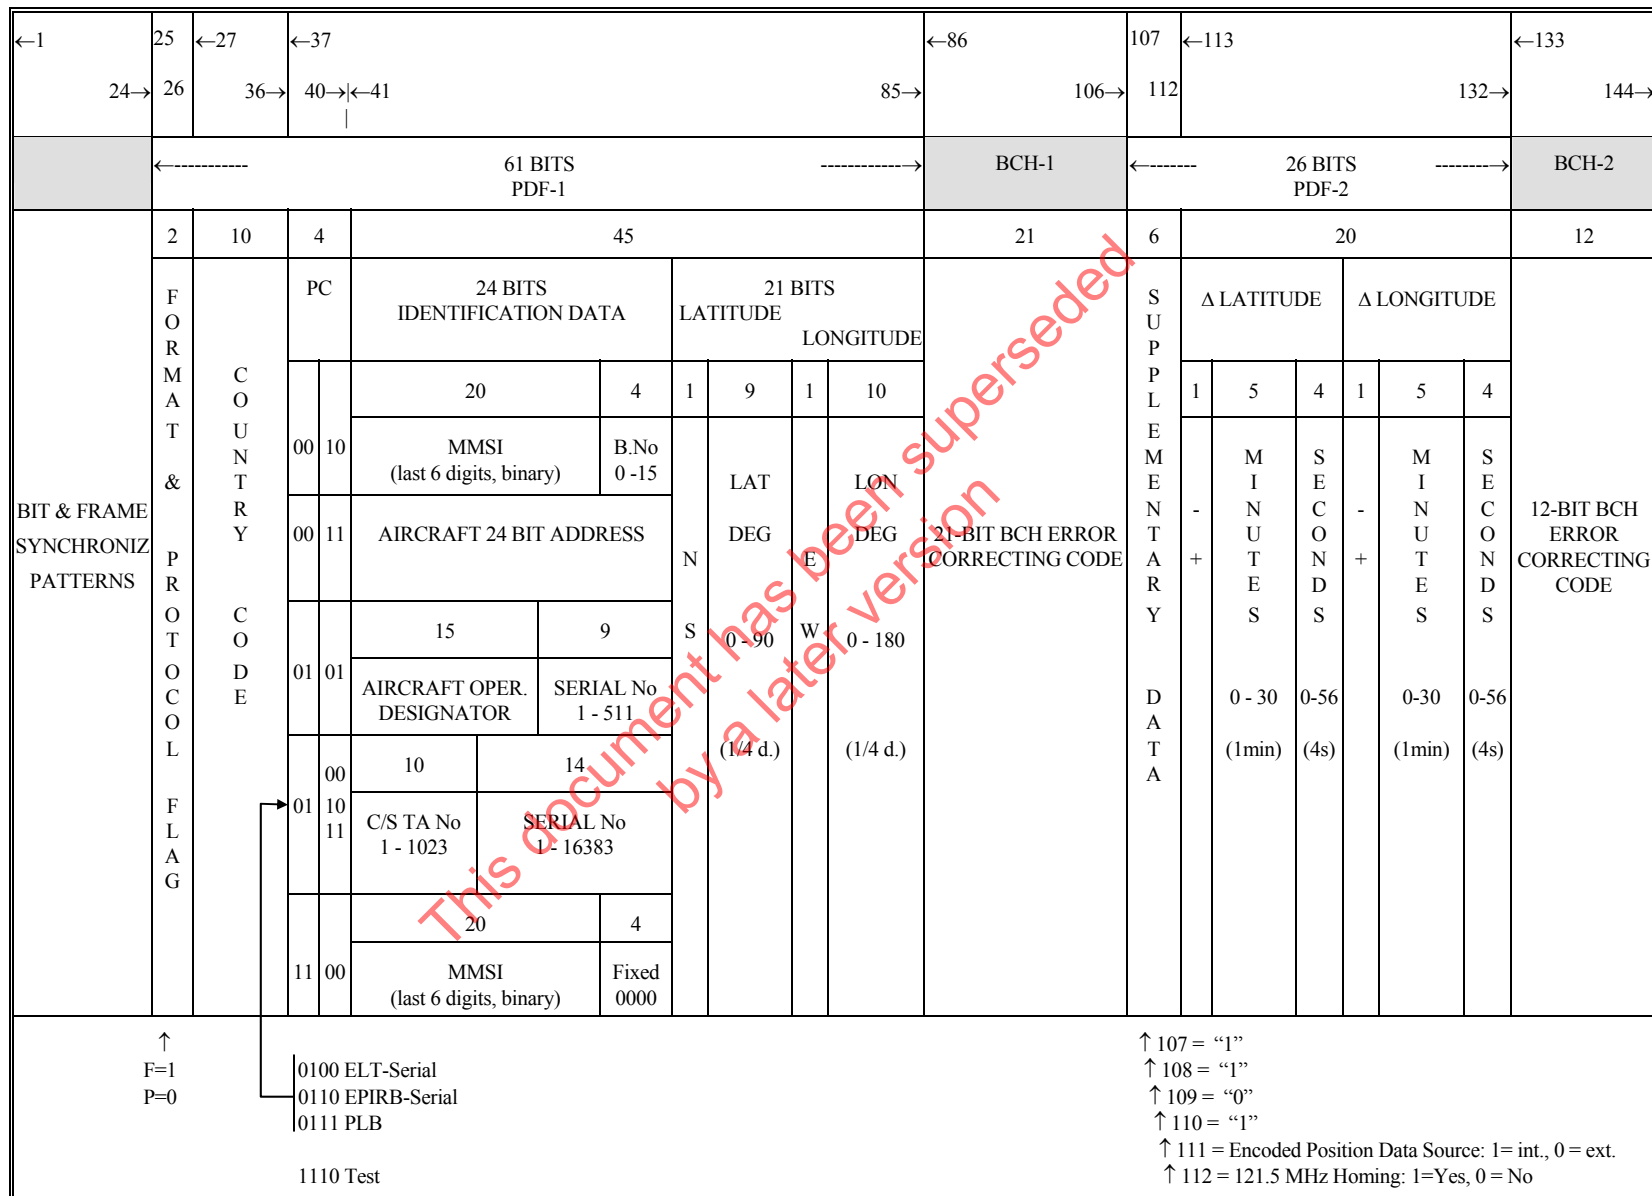 ←1 25 ←27 ←37 ←86 107 ←113 ←133
24→ 26 36→ 40→|←41 85→ 106→ 112 132→ 144→
|
←----------- 61 BITS -------------→ BCH-1 ←------- 26 BITS --------→ BCH-2
PDF-1 PDF-2
2 10 4 45 21 6 20 12
BIT & FRAME
SYNCHRONIZ
PATTERNS
FORMAT & PROTOCOL FLAG
COUNTRY CODE
PC
24 BITS
IDENTIFICATION DATA
21 BITS
LATITUDE
LONGITUDE
20 4 1 9 1 10
00 10 MMSI
(last 6 digits, binary)
B.No
0 -15
00 11 AIRCRAFT 24 BIT ADDRESS
15 9
01 01 AIRCRAFT OPER.
DESIGNATOR
SERIAL No
1 - 511
10 14
01 00
10
11
C/S TA No
1 - 1023
SERIAL No
1 - 16383
20 4
11 00 MMSI
(last 6 digits, binary)
Fixed
0000
N
S
LAT
DEG
0 - 90
(1/4 d.)
E
W
LON
DEG
0 - 180
(1/4 d.)
21-BIT BCH ERROR
CORRECTING CODE
SUPPLEMENTARY DATA
Δ LATITUDE Δ LONGITUDE
1 5 4 1 5 4
-
+
MINUTES
0 - 30
(1min)
SECONDS
0-56
(4s)
-
+
MINUTES
0-30
(1min)
SECONDS
0-56
(4s)
12-BIT BCH
ERROR
CORRECTING
CODE
This document has been superseded
by a later version
↑
F=1
P=0
0100 ELT-Serial
0110 EPIRB-Serial
0111 PLB
1110 Test
↑ 107 = “1”
↑ 108 = “1”
↑ 109 = “0”
↑ 110 = “1”
↑ 111 = Encoded Position Data Source: 1= int., 0 = ext.
↑ 112 = 121.5 MHz Homing: 1=Yes, 0 = No